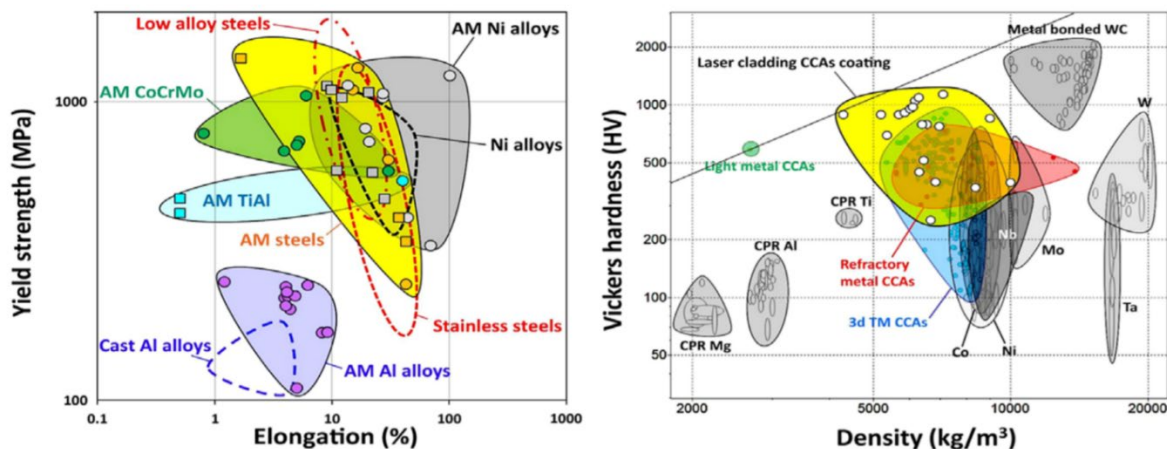 Low alloy steels
AM Ni alloys
AM CoCrMo
Ni alloys
AM TiAl
AM steels
Stainless steels
Cast Al alloys
AM Al alloys
Yield strength (MPa)
1000
100
0.1
1
10
100
1000
Elongation (%)
Metal bonded WC
Laser cladding CCAs coating
W
Light metal CCAs
CPR Ti
Nb
Mo
CPR Al
Refractory
metal CCAs
3d TM CCAs
Ta
CPR Mg
Co
Ni
Vickers hardness (HV)
2000
1000
500
200
100
50
2000
5000
10000
20000
Density (kg/m³)